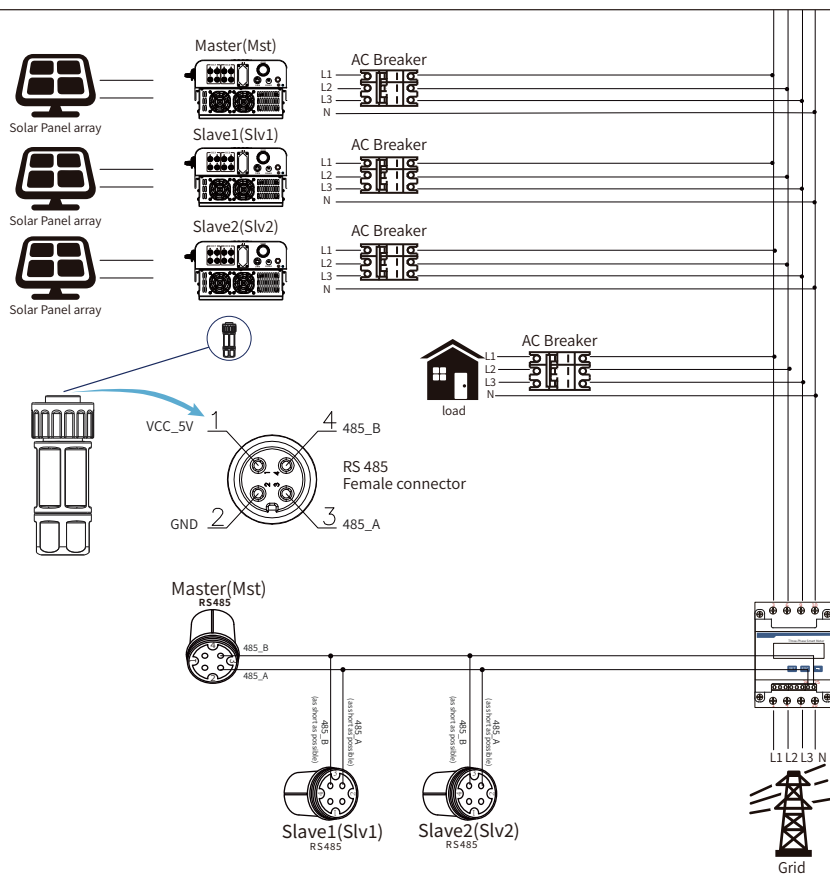 Master(Mst)
AC Breaker
L1
L2
L3
N
Solar Panel array
Slave1(Slv1)
AC Breaker
L1
L2
L3
N
Solar Panel array
Slave2(Slv2)
AC Breaker
L1
L2
L3
N
Solar Panel array
AC Breaker
L1
L2
L3
N
load
VCC_5V
1
4
485_B
1
4
2
3
RS 485
Female connector
GND
2
3
485_A
Master(Mst)
RS485
485_B
485_A
485_B
(as short as possible)
485_A
(as short as possible)
485_B
(as short as possible)
485_A
(as short as possible)
Slave1(Slv1)
RS485
Slave2(Slv2)
RS485
L1 L2 L3 N
Grid